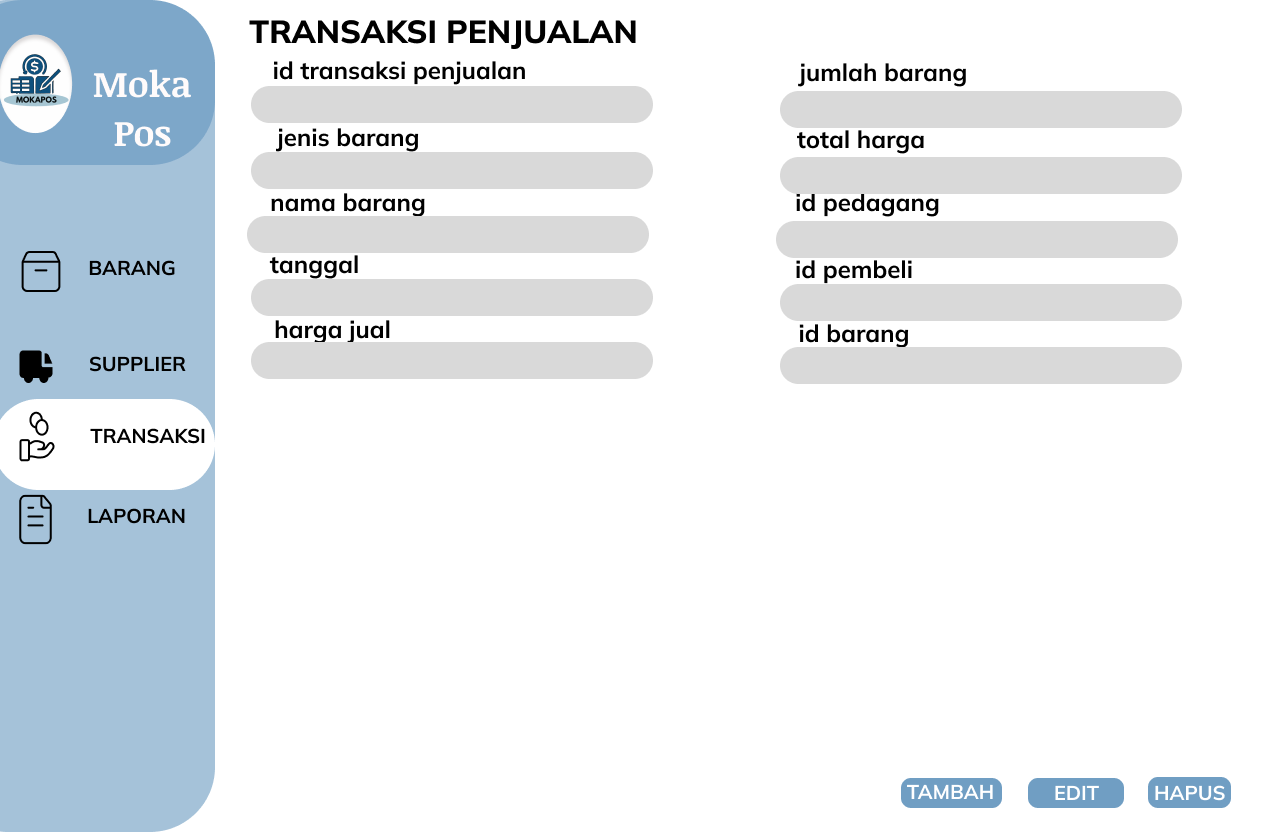 MOKAPOS
Moka
Pos
BARANG
SUPPLIER
TRANSAKSI
LAPORAN
TRANSAKSI PENJUALAN
id transaksi penjualan
jenis barang
nama barang
tanggal
harga jual
jumlah barang
total harga
id pedagang
id pembeli
id barang
TAMBAH
EDIT
HAPUS